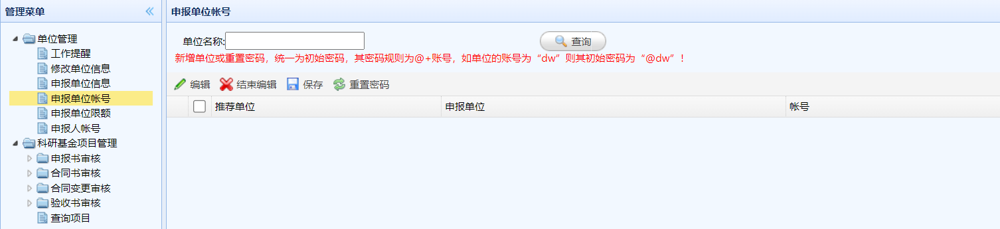 管理菜单
单位管理
工作提醒
修改单位信息
申报单位信息
申报单位帐号
申报单位限额
申报人帐号
科研基金项目管理
申报书审核
合同书审核
合同变更审核
验收书审核
查询项目
申报单位帐号
单位名称: 查询
新增单位或重置密码，统一为初始密码，其密码规则为@+账号，如单位的账号为“dw”则其初始密码为“@dw”！
编辑 结束编辑 保存 重置密码
推荐单位 申报单位 帐号